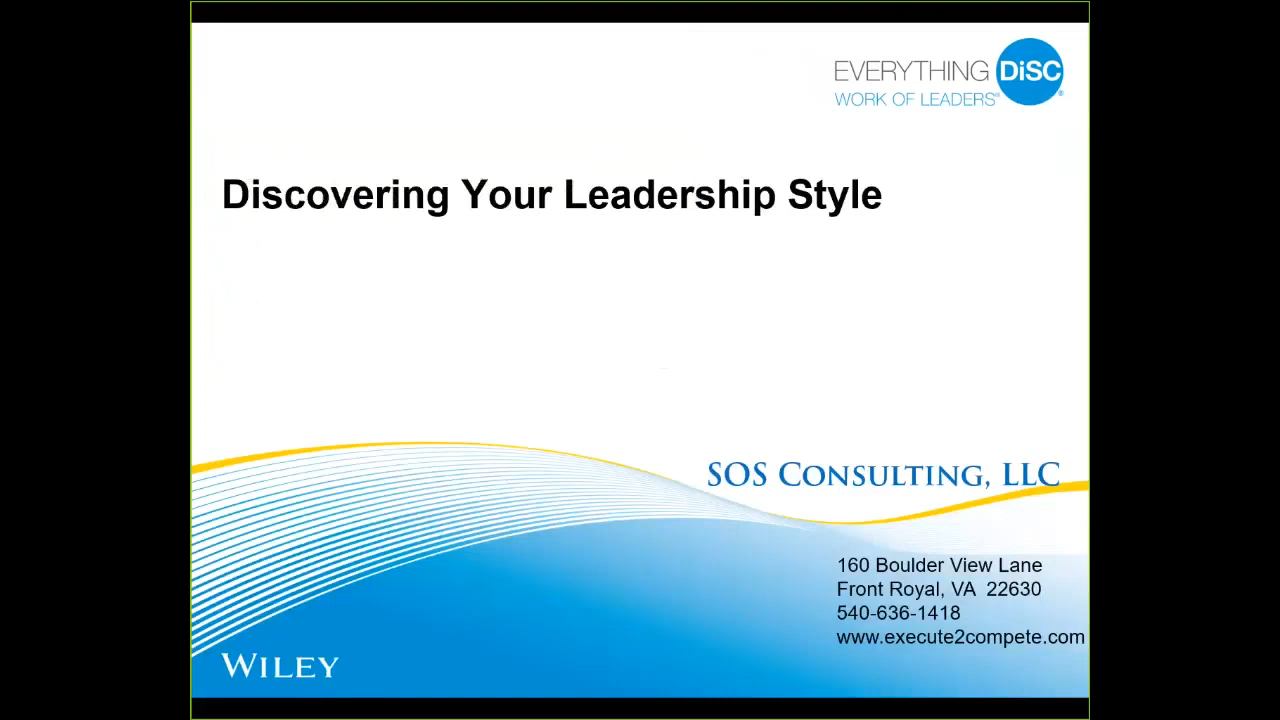 EVERYTHING DiSC®
WORK OF LEADERS®
Discovering Your Leadership Style
SOS CONSULTING, LLC
160 Boulder View Lane
Front Royal, VA  22630
540-636-1418
www.execute2compete.com
WILEY